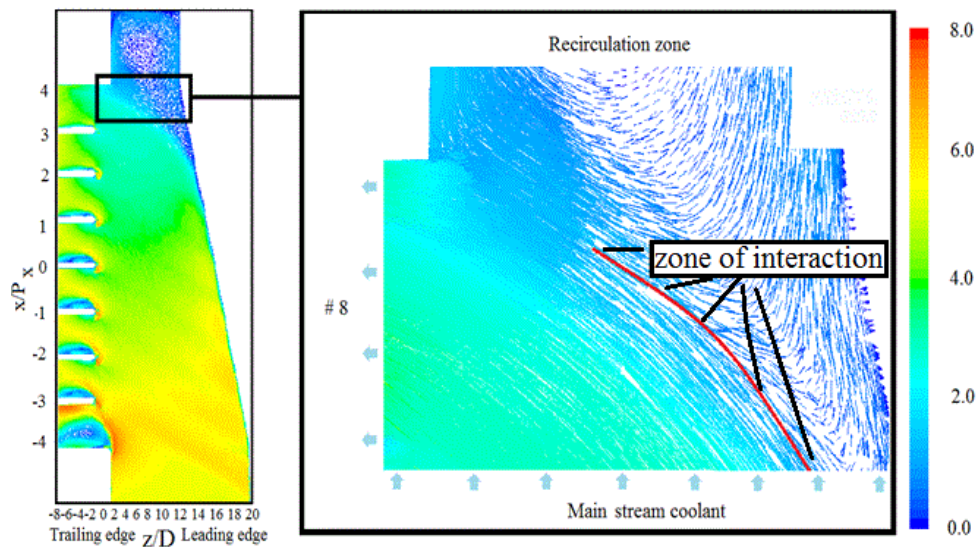 Recirculation zone
8.0
6.0
4.0
2.0
0.0
4
3
2
1
0
-1
-2
-3
-4
x/Px
zone of interaction
# 8
Main stream coolant
-8-6-4-2 0 2 4 6 8 10 12 14 16 18 20
Trailing edge z/D Leading edge